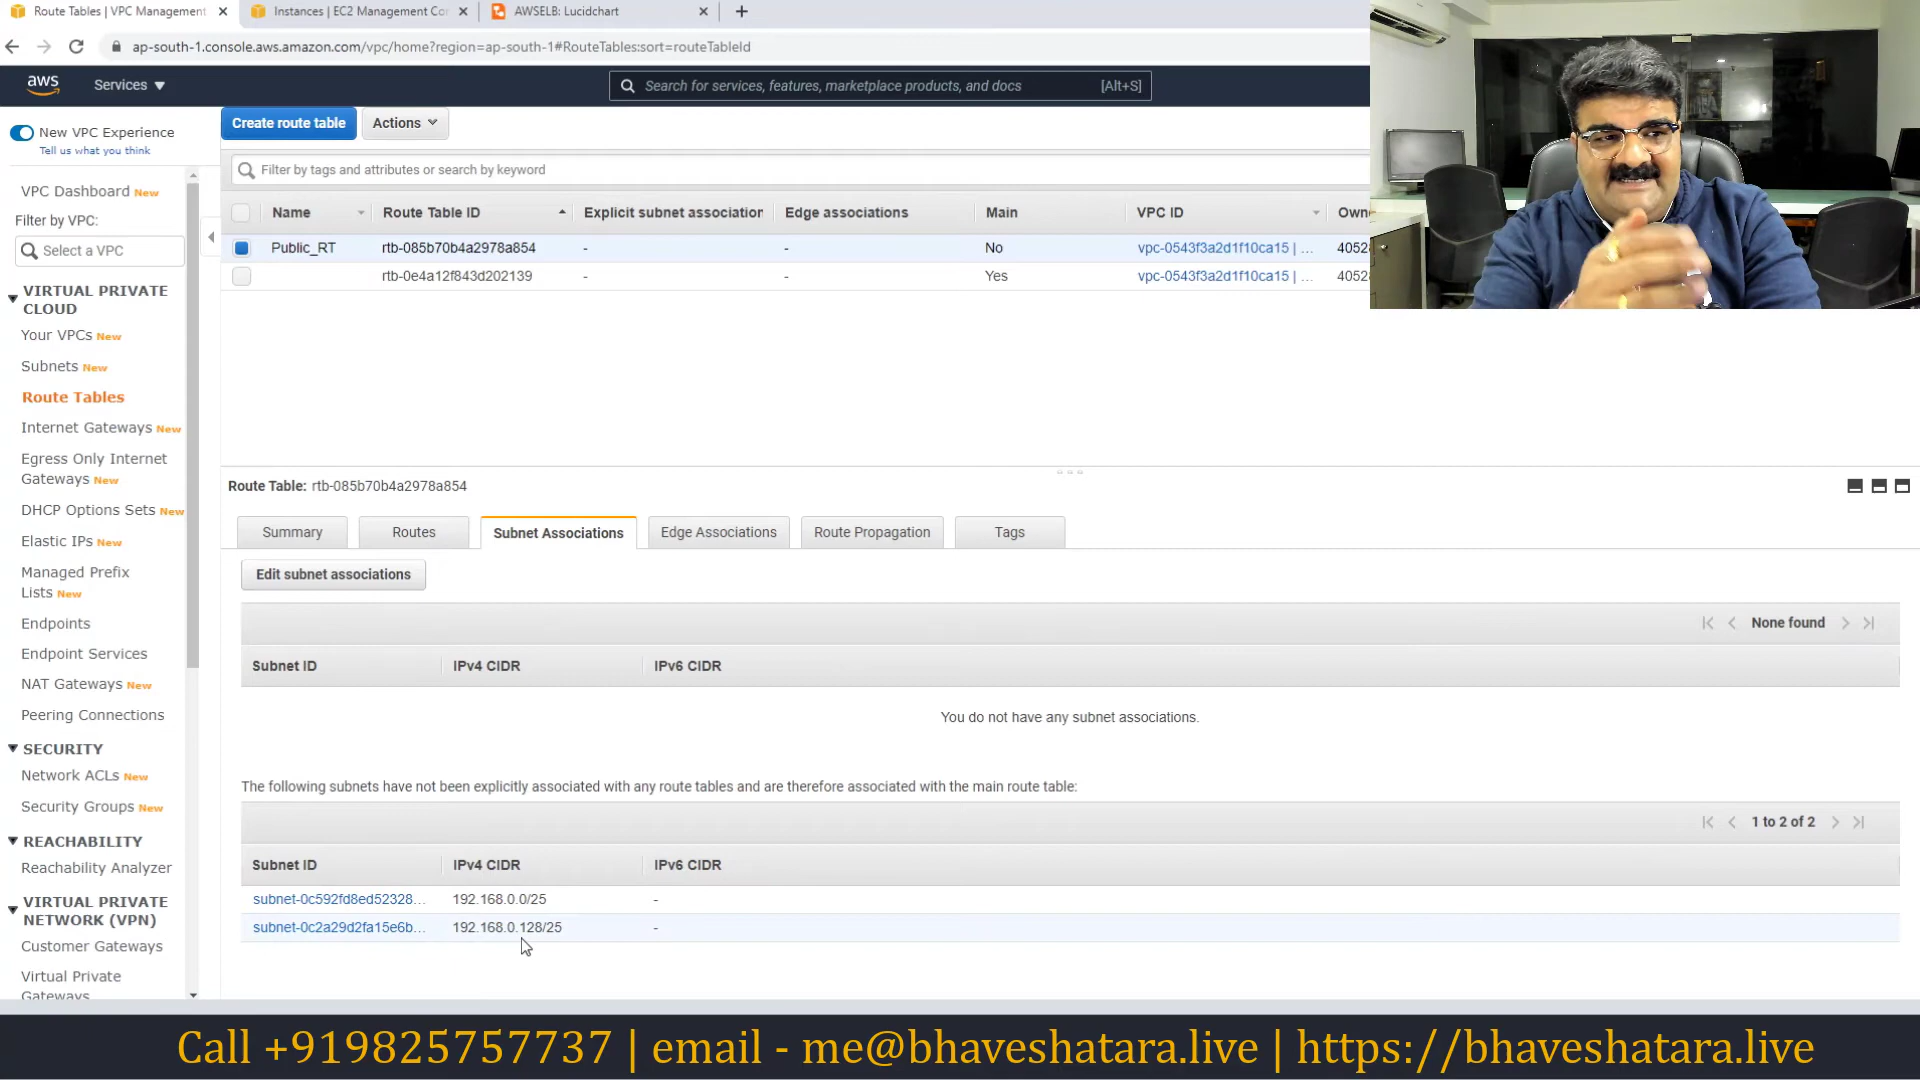 Route Tables | VPC Management
Instances | EC2 Management Co
AWSELB: Lucidchart
ap-south-1.console.aws.amazon.com/vpc/home?region=ap-south-1#RouteTables:sort=routeTableId
aws
Services
Search for services, features, marketplace products, and docs
[Alt+S]
New VPC Experience
Tell us what you think
VPC Dashboard New
Filter by VPC:
Select a VPC
VIRTUAL PRIVATE
CLOUD
Your VPCs New
Subnets New
Route Tables
Internet Gateways New
Egress Only Internet
Gateways New
DHCP Options Sets New
Elastic IPs New
Managed Prefix
Lists New
Endpoints
Endpoint Services
NAT Gateways New
Peering Connections
SECURITY
Network ACLs New
Security Groups New
REACHABILITY
Reachability Analyzer
VIRTUAL PRIVATE
NETWORK (VPN)
Customer Gateways
Virtual Private
Gateways
Create route table
Actions
Filter by tags and attributes or search by keyword
Name Route Table ID Explicit subnet association Edge associations Main VPC ID Owne
Public_RT rtb-085b70b4a2978a854 - - No vpc-0543f3a2d1f10ca15 | ... 4052
rtb-0e4a12f843d202139 - - Yes vpc-0543f3a2d1f10ca15 | ... 4052
Route Table: rtb-085b70b4a2978a854
Summary Routes Subnet Associations Edge Associations Route Propagation Tags
Edit subnet associations
None found
Subnet ID IPv4 CIDR IPv6 CIDR
You do not have any subnet associations.
The following subnets have not been explicitly associated with any route tables and are therefore associated with the main route table:
1 to 2 of 2
Subnet ID IPv4 CIDR IPv6 CIDR
subnet-0c592fd8ed52328... 192.168.0.0/25 -
subnet-0c2a29d2fa15e6b... 192.168.0.128/25 -
Call +919825757737 | email - me@bhaveshatara.live | https://bhaveshatara.live